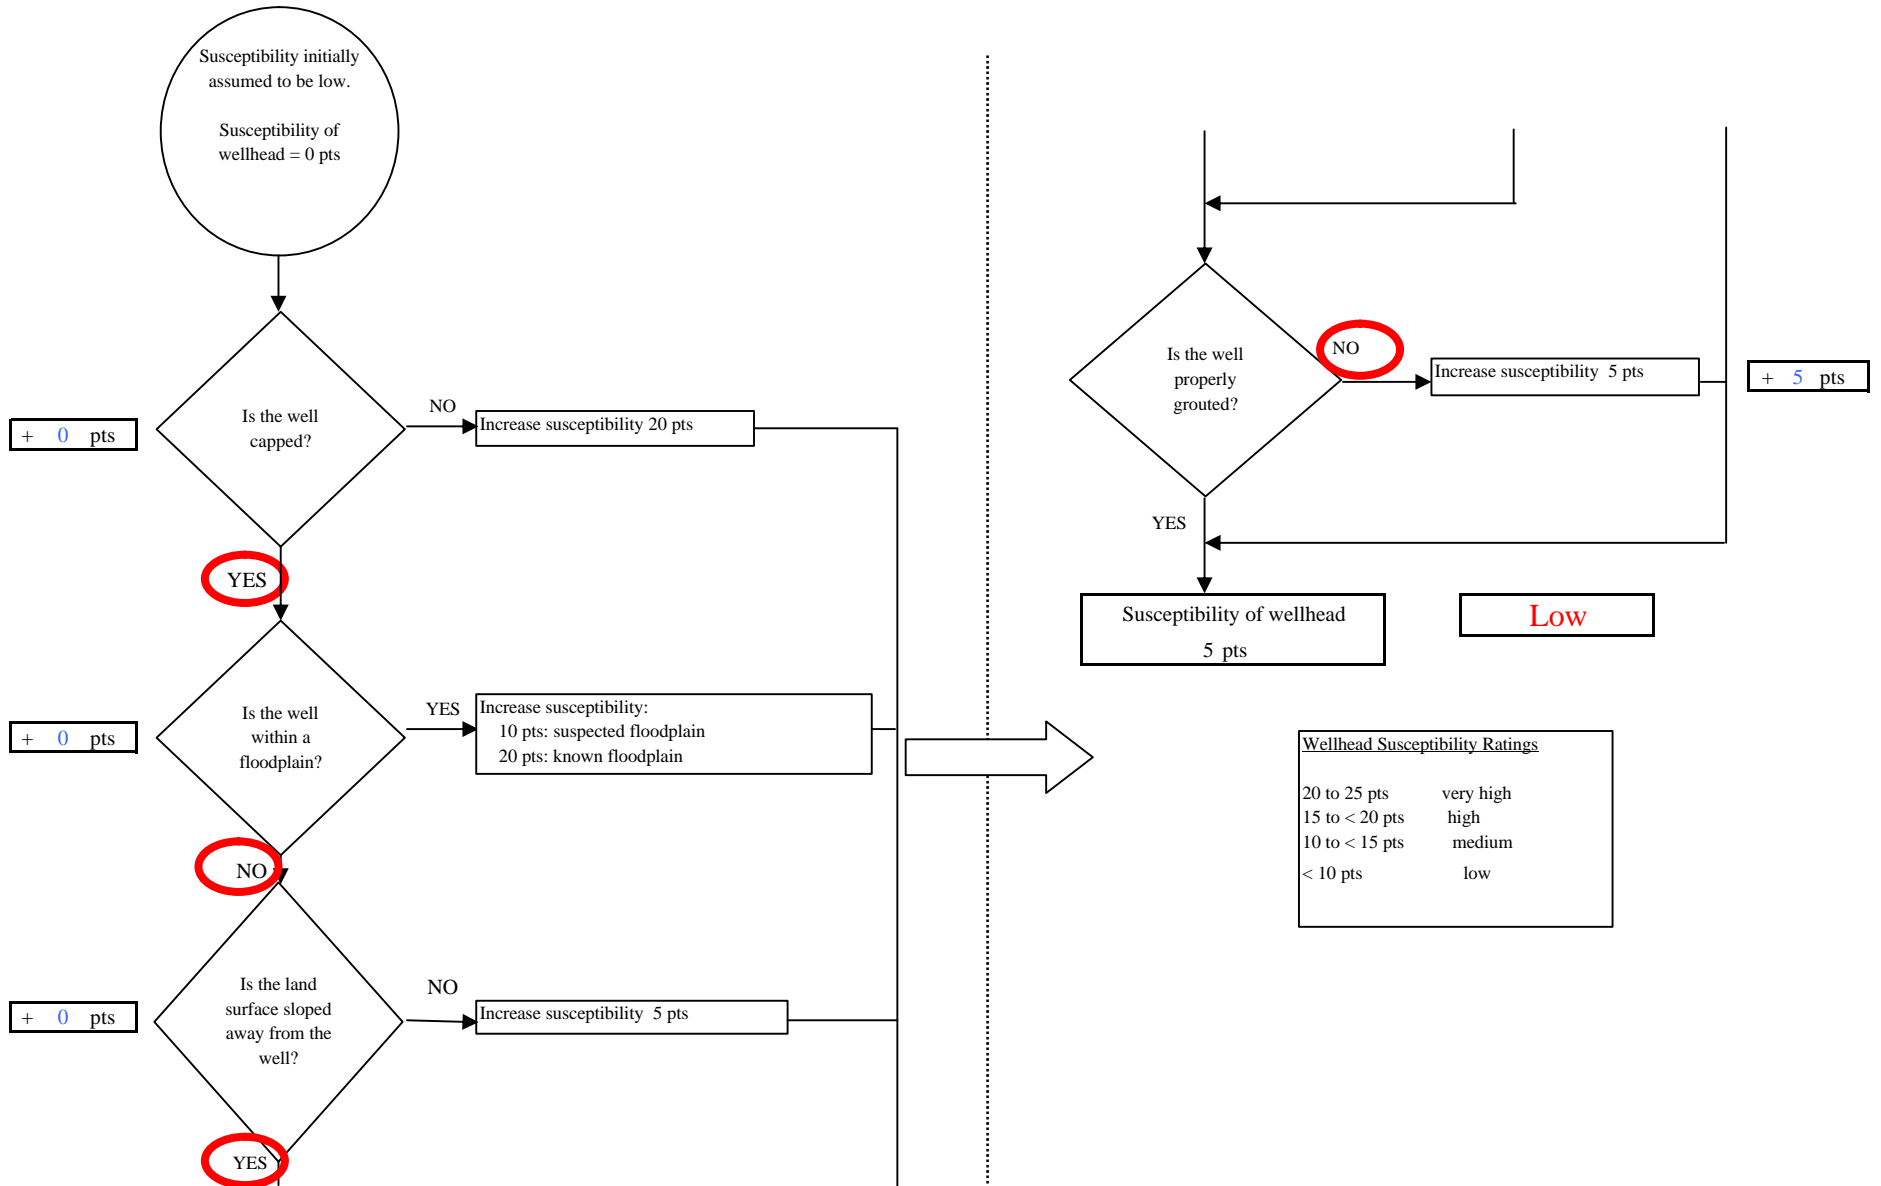 Susceptibility initially
assumed to be low.
Susceptibility of
wellhead = 0 pts
Is the well
capped?
NO
Increase susceptibility 20 pts
+ 0 pts
YES
Is the well
within a
floodplain?
YES
Increase susceptibility:
10 pts: suspected floodplain
20 pts: known floodplain
+ 0 pts
NO
Is the land
surface sloped
away from the
well?
NO
Increase susceptibility 5 pts
+ 0 pts
YES
Is the well
properly
grouted?
NO
Increase susceptibility 5 pts
+ 5 pts
YES
Susceptibility of wellhead
5 pts
Low
Wellhead Susceptibility Ratings
20 to 25 pts very high
15 to < 20 pts high
10 to < 15 pts medium
< 10 pts low